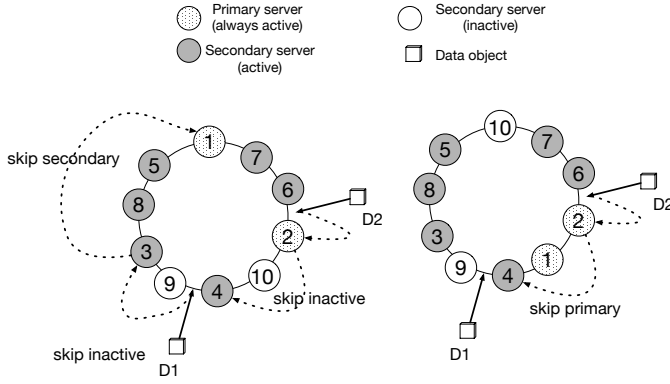 Primary server
(always active)
Secondary server
(inactive)
Secondary server
(active)
Data object
skip secondary
1
7
6
2
10
4
9
3
8
5
D2
skip inactive
skip inactive
D1
10
7
6
2
1
4
9
3
8
5
D2
skip primary
D1